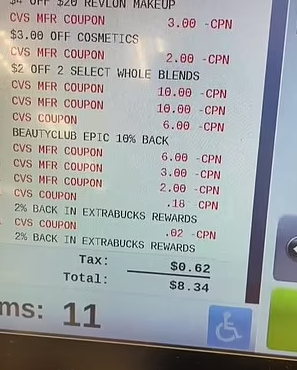 $4 OFF $20 REVLON MAKEUP
CVS MFR COUPON 3.00 -CPN
$3.00 OFF COSMETICS
CVS MFR COUPON 2.00 -CPN
$2 OFF 2 SELECT WHOLE BLENDS
CVS MFR COUPON 10.00 -CPN
CVS MFR COUPON 10.00 -CPN
CVS COUPON 6.00 -CPN
BEAUTYCLUB EPIC 10% BACK
CVS MFR COUPON 6.00 -CPN
CVS MFR COUPON 3.00 -CPN
CVS MFR COUPON 2.00 -CPN
CVS COUPON .18 -CPN
2% BACK IN EXTRABUCKS REWARDS
CVS COUPON .02 -CPN
2% BACK IN EXTRABUCKS REWARDS
Tax: $0.62
Total: $8.34
ms: 11